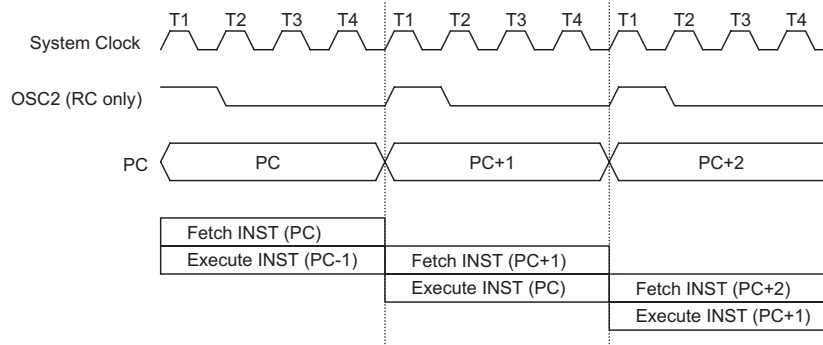 T1 T2 T3 T4 T1 T2 T3 T4 T1 T2 T3 T4
System Clock
OSC2 (RC only)
PC PC PC+1 PC+2
Fetch INST (PC)
Execute INST (PC-1) Fetch INST (PC+1)
Execute INST (PC) Fetch INST (PC+2)
Execute INST (PC+1)